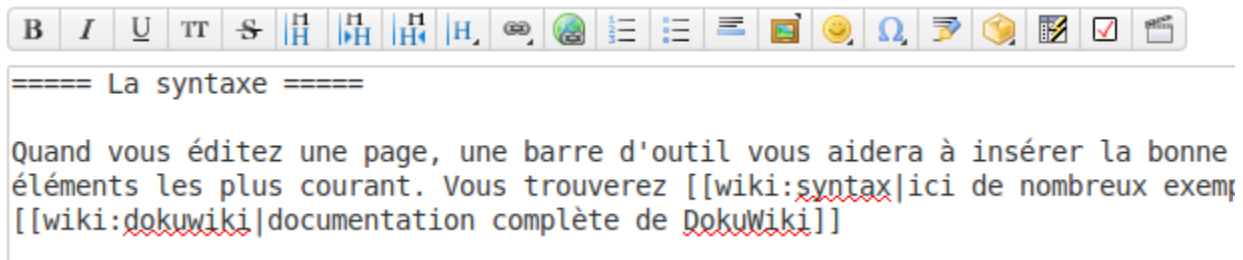 B I U TT S H H H H H H H Ω
===== La syntaxe =====
Quand vous éditez une page, une barre d'outil vous aidera à insérer la bonne
éléments les plus courant. Vous trouverez [[wiki:syntax|ici de nombreux
[[wiki:dokuwiki|documentation complète de DokuWiki]]